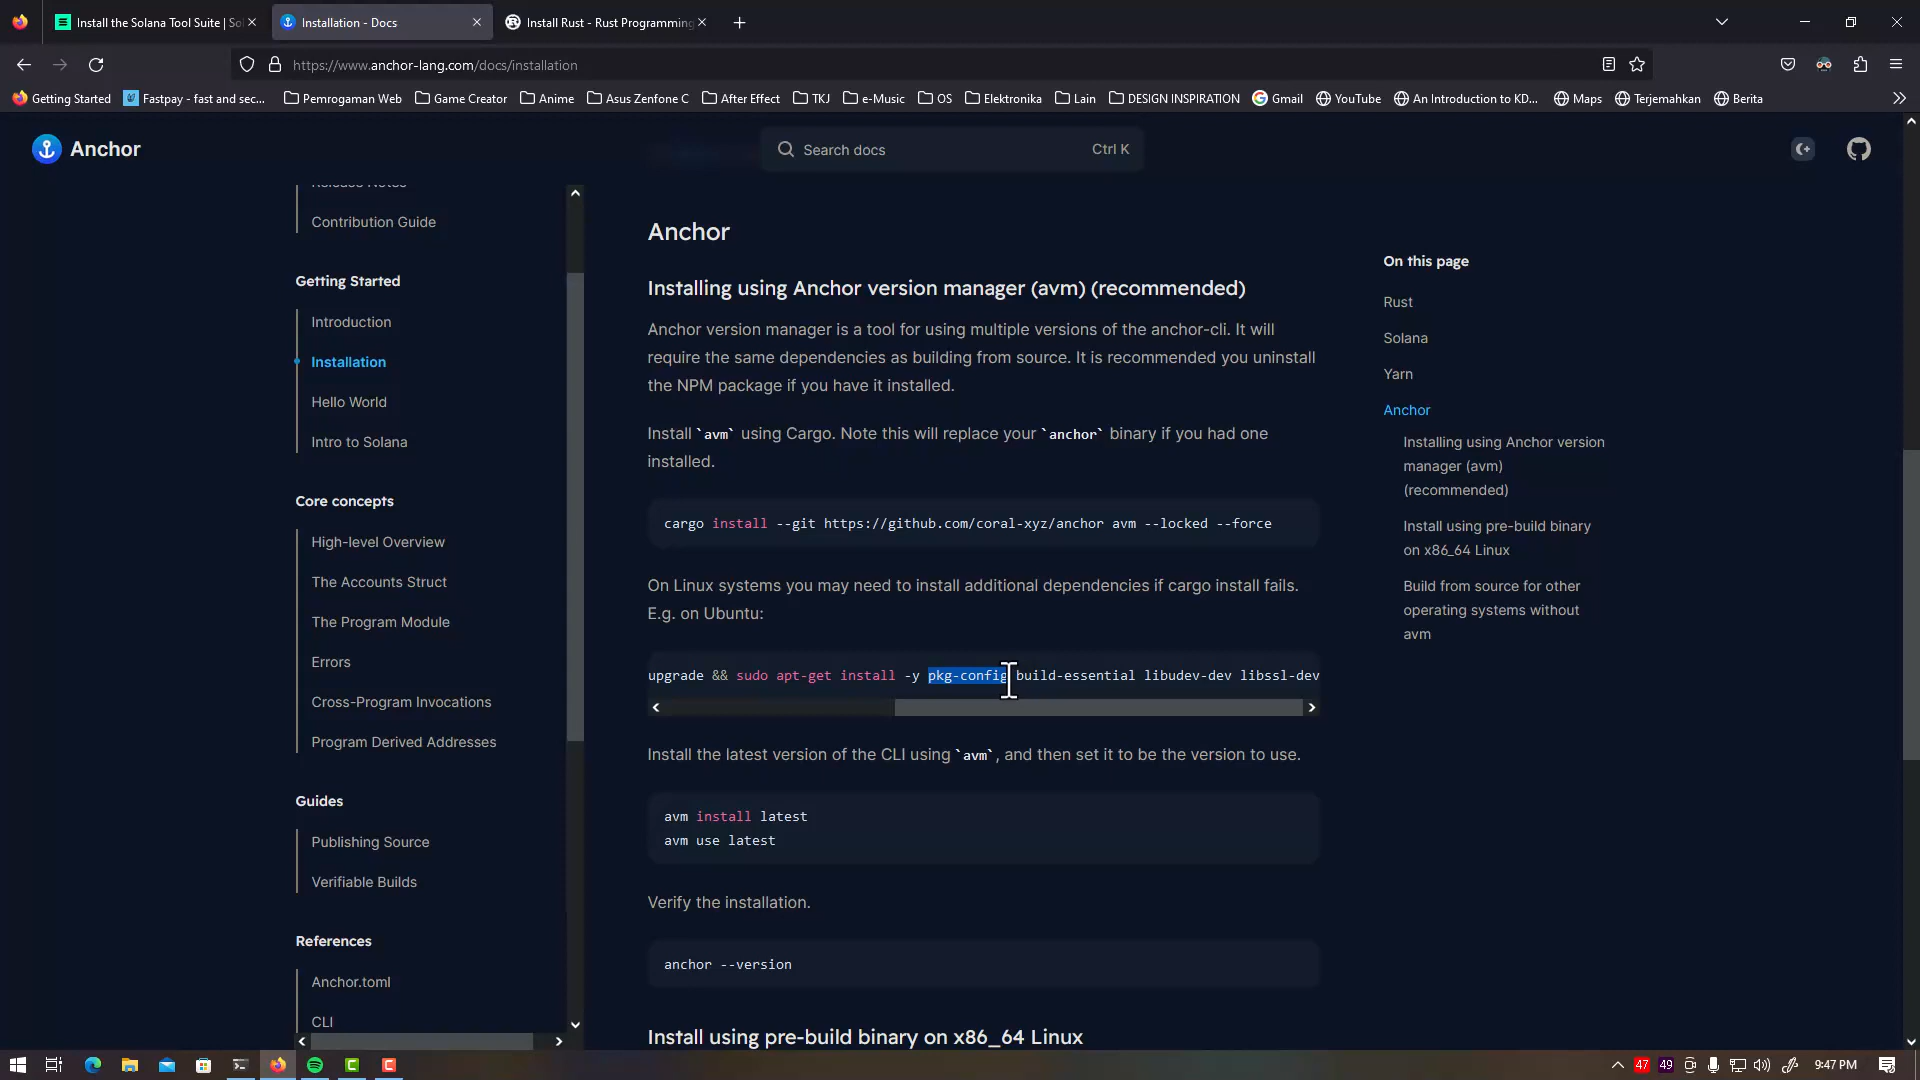 Install the Solana Tool Suite | Sol
Installation - Docs
Install Rust - Rust Programming
https://www.anchor-lang.com/docs/installation
Getting Started
Fastpay - fast and sec...
Pemrogaman Web
Game Creator
Anime
Asus Zenfone C
After Effect
TKJ
e-Music
OS
Elektronika
Lain
DESIGN INSPIRATION
Gmail
YouTube
An Introduction to KD...
Maps
Terjemahkan
Berita
Anchor
Search docs
Ctrl K
Release Notes
Contribution Guide
Getting Started
Introduction
Installation
Hello World
Intro to Solana
Core concepts
High-level Overview
The Accounts Struct
The Program Module
Errors
Cross-Program Invocations
Program Derived Addresses
Guides
Publishing Source
Verifiable Builds
References
Anchor.toml
CLI
Anchor
Installing using Anchor version manager (avm) (recommended)
Anchor version manager is a tool for using multiple versions of the anchor-cli. It will
require the same dependencies as building from source. It is recommended you uninstall
the NPM package if you have it installed.
Install `avm` using Cargo. Note this will replace your `anchor` binary if you had one
installed.
cargo install --git https://github.com/coral-xyz/anchor avm --locked --force
On Linux systems you may need to install additional dependencies if cargo install fails.
E.g. on Ubuntu:
upgrade && sudo apt-get install -y pkg-config build-essential libudev-dev libssl-dev
Install the latest version of the CLI using `avm`, and then set it to be the version to use.
avm install latest
avm use latest
Verify the installation.
anchor --version
Install using pre-build binary on x86_64 Linux
On this page
Rust
Solana
Yarn
Anchor
Installing using Anchor version
manager (avm)
(recommended)
Install using pre-build binary
on x86_64 Linux
Build from source for other
operating systems without
avm
47
49
9:47 PM